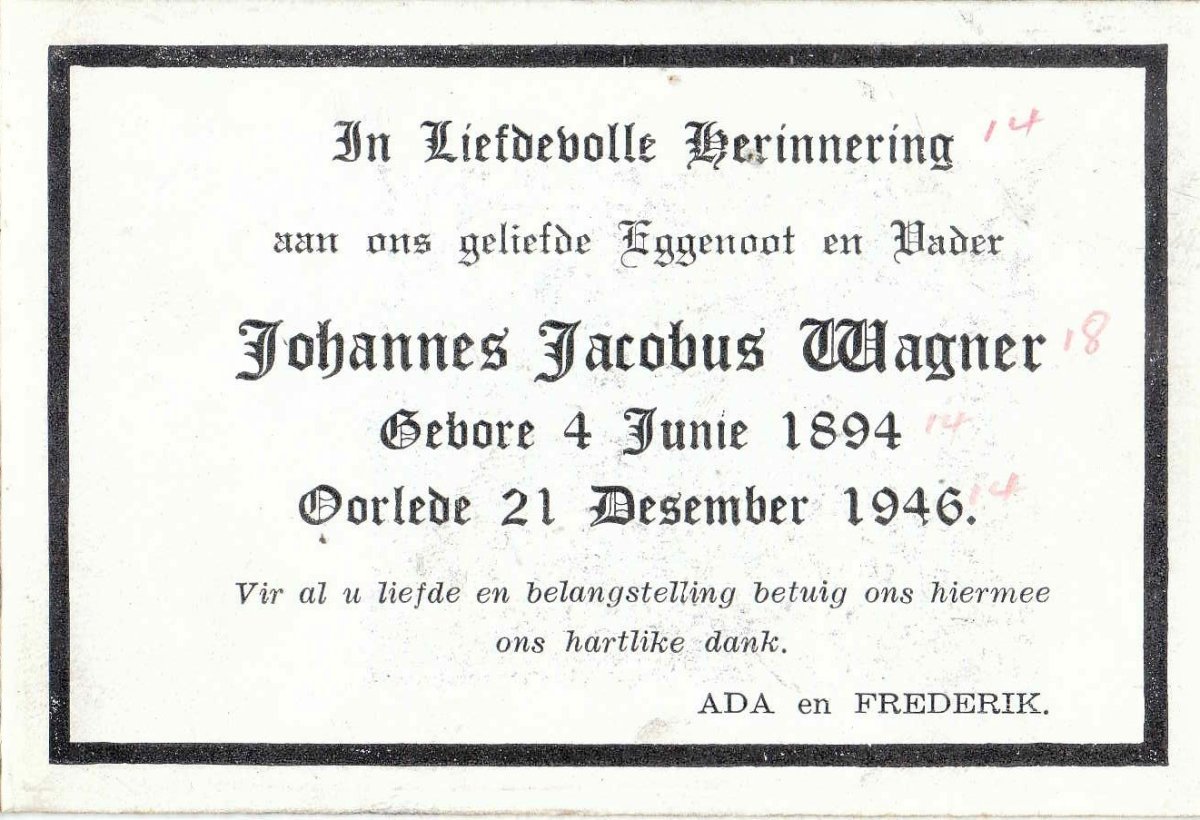 In Liefdevolle Herinnering 14
aan ons geliefde Eggenoot en Vader
Johannes Jacobus Wagner 18
Gebore 4 Junie 1894 14
Oorlede 21 Desember 1946. 14
Vir al u liefde en belangstelling betuig ons hiermee
ons hartlike dank.
ADA en FREDERIK.